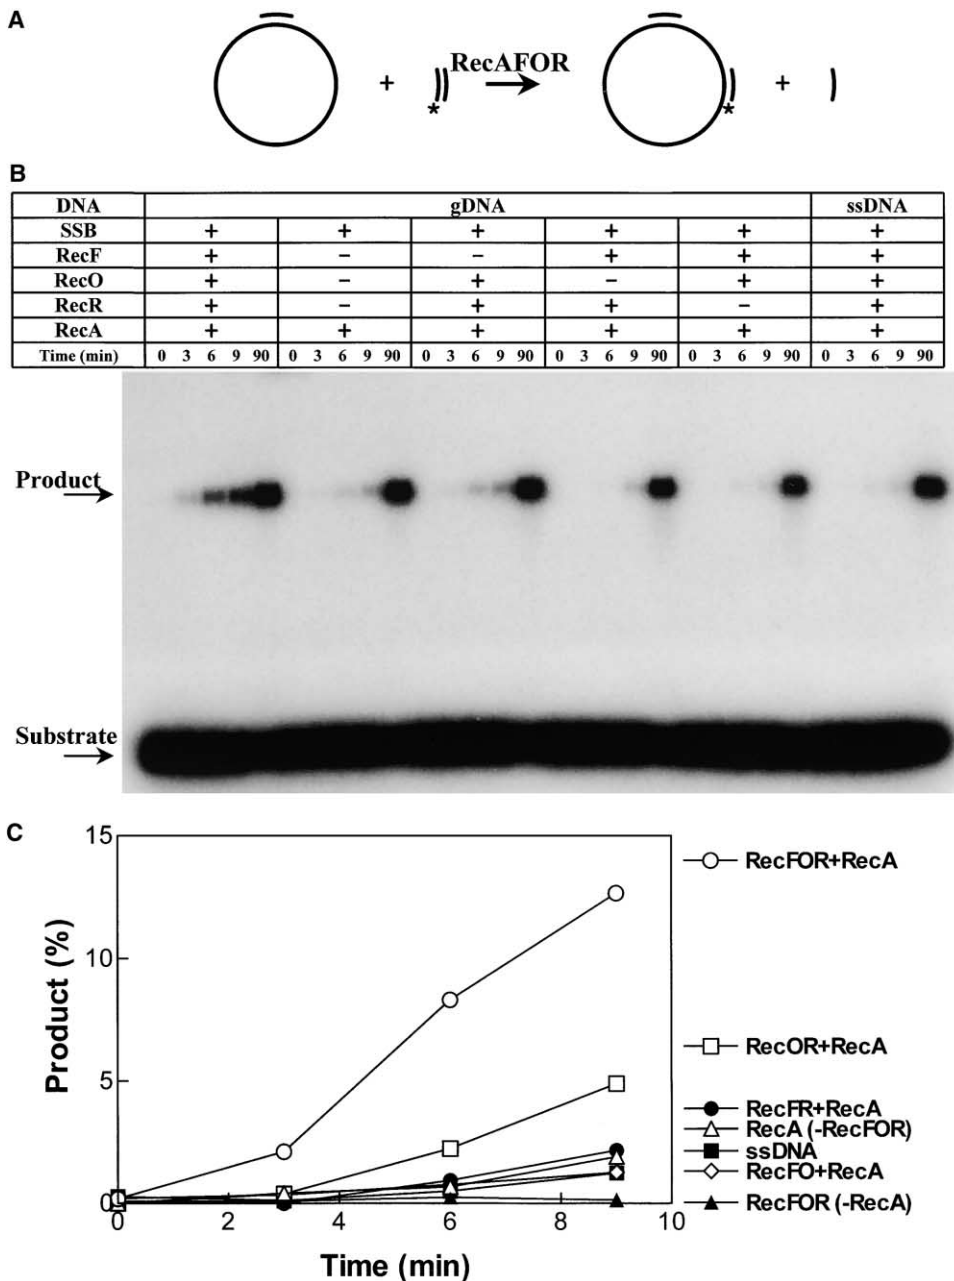 A
+ RecAFOR +
* *
B
DNA gDNA ssDNA
SSB + + + + + +
RecF + − − + + +
RecO + − + − + +
RecR + − + + − +
RecA + + + + + +
Time (min) 0 3 6 9 90 0 3 6 9 90 0 3 6 9 90 0 3 6 9 90 0 3 6 9 90 0 3 6 9 90
Product
Substrate
C
15
10
5
0
Product (%)
0 2 4 6 8 10
Time (min)
RecFOR+RecA
RecOR+RecA
RecFR+RecA
RecA (-RecFOR)
ssDNA
RecFO+RecA
RecFOR (-RecA)